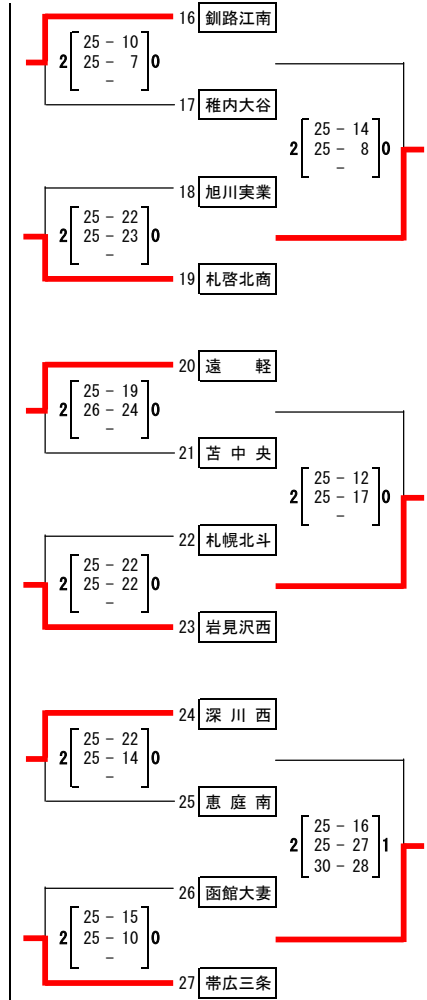 16 釧路江南
25 - 10
2 25 - 7 0
-
17 稚内大谷
25 - 14
2 25 - 8 0
-
18 旭川実業
25 - 22
2 25 - 23 0
-
19 札啓北商
20 遠 軽
25 - 19
2 26 - 24 0
-
21 苫中央
25 - 12
2 25 - 17 0
-
22 札幌北斗
25 - 22
2 25 - 22 0
-
23 岩見沢西
24 深川西
25 - 22
2 25 - 14 0
-
25 恵庭南
25 - 16
2 25 - 27 1
30 - 28
26 函館大妻
25 - 15
2 25 - 10 0
-
27 帯広三条